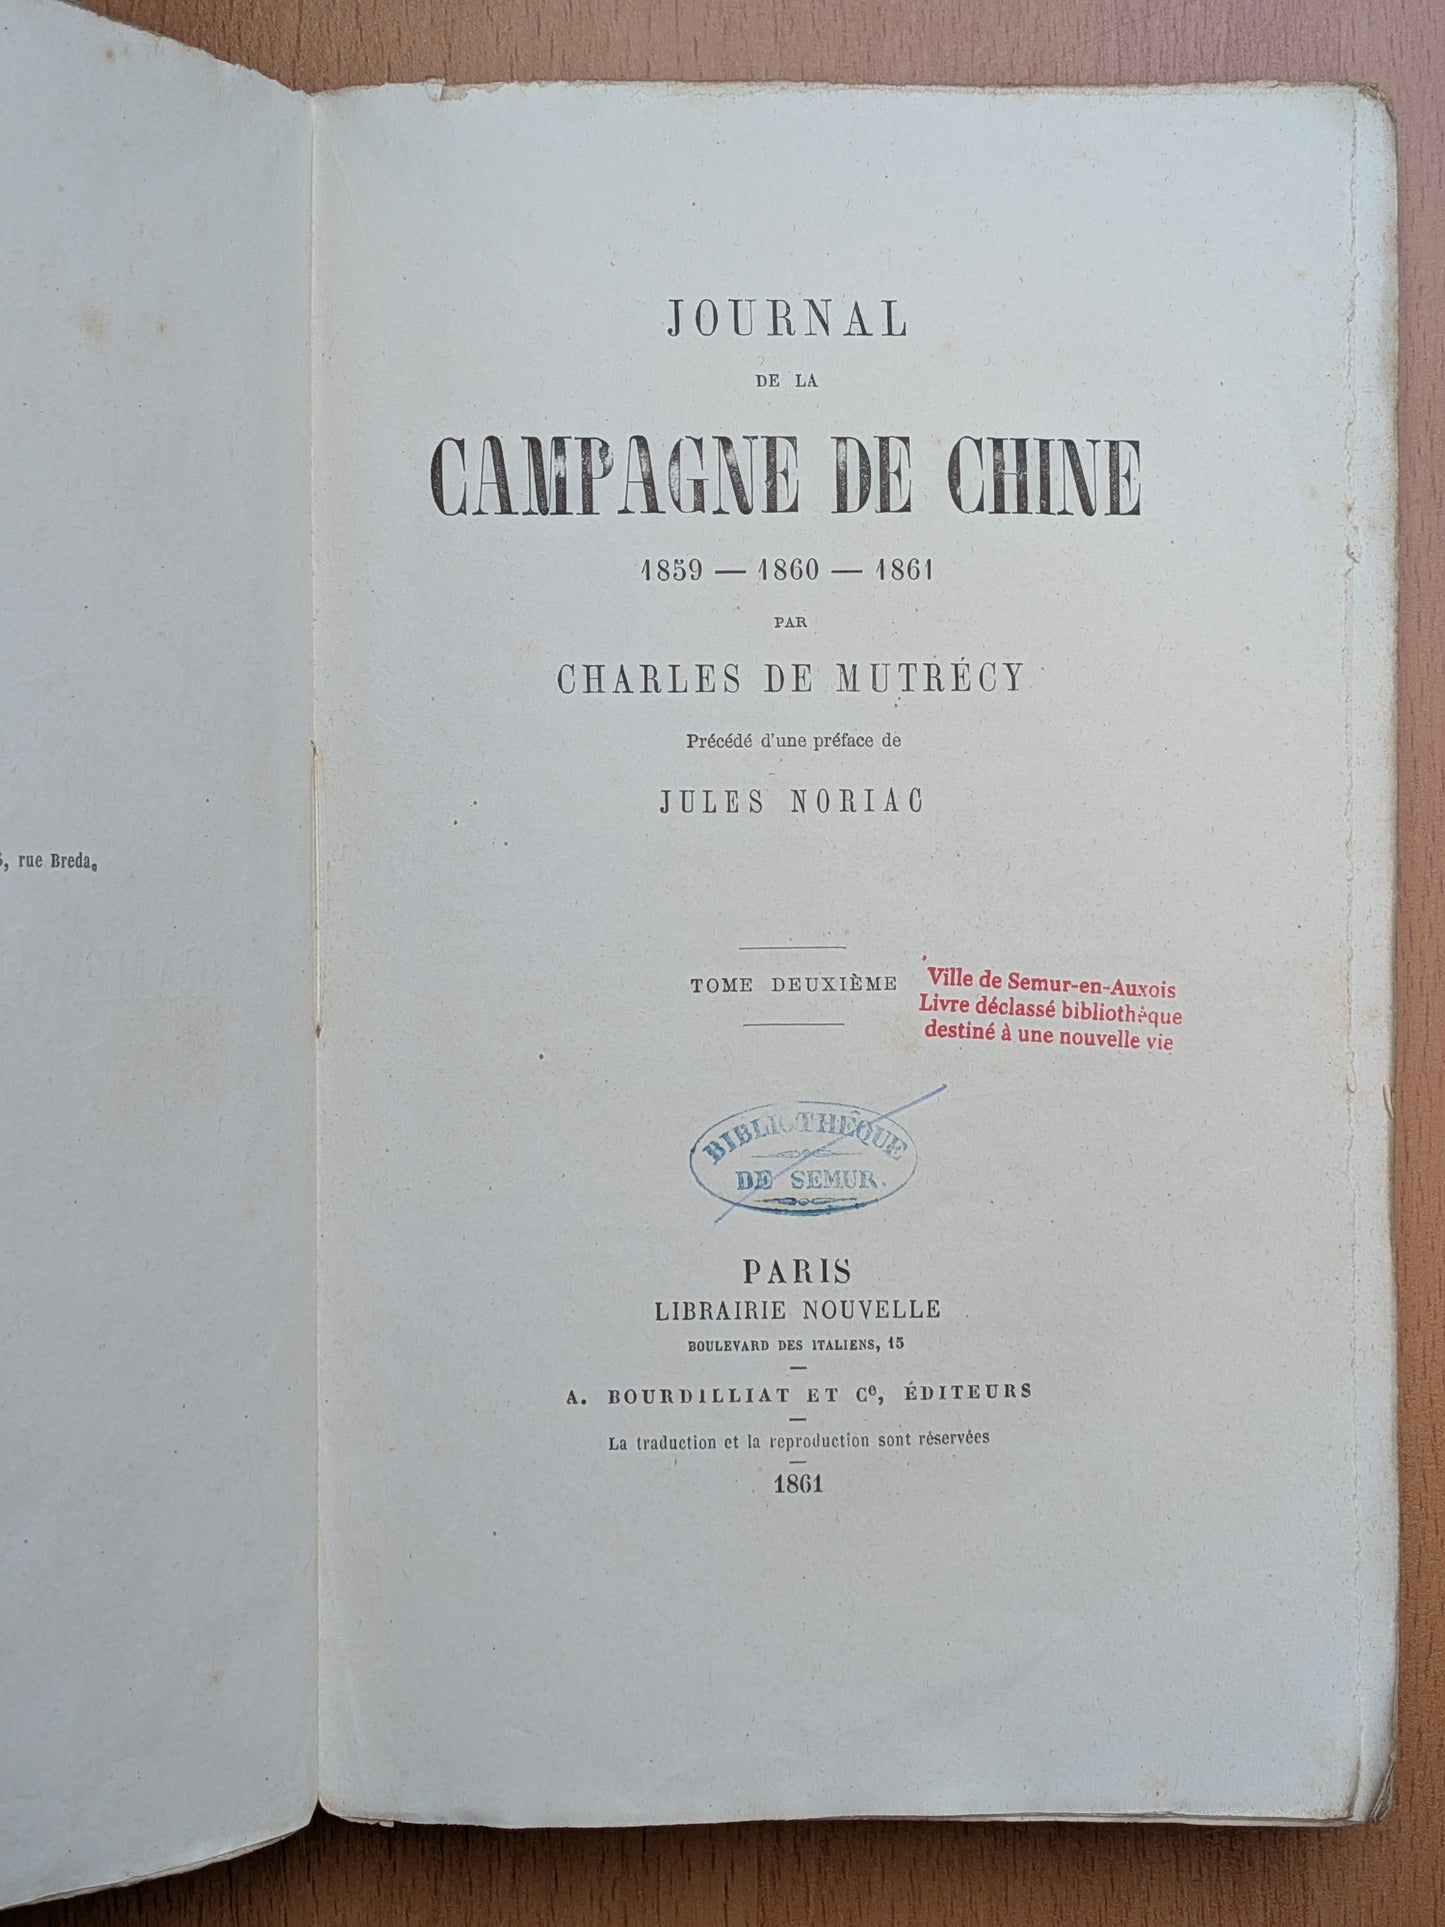 , rue Breda.
JOURNAL
DE LA
CAMPAGNE DE CHINE
1859 — 1860 — 1861
PAR
CHARLES DE MUTRÉCY
Précédé d'une préface de
JULES NORIAC
TOME DEUXIÈME
Ville de Semur-en-Auxois
Livre déclassé bibliothèque
destiné à une nouvelle vie
BIBLIOTHÊQUE
DE SEMUR.
PARIS
LIBRAIRIE NOUVELLE
BOULEVARD DES ITALIENS, 15
—
A. BOURDILLIAT ET Cᵉ, ÉDITEURS
—
La traduction et la reproduction sont réservées
—
1861